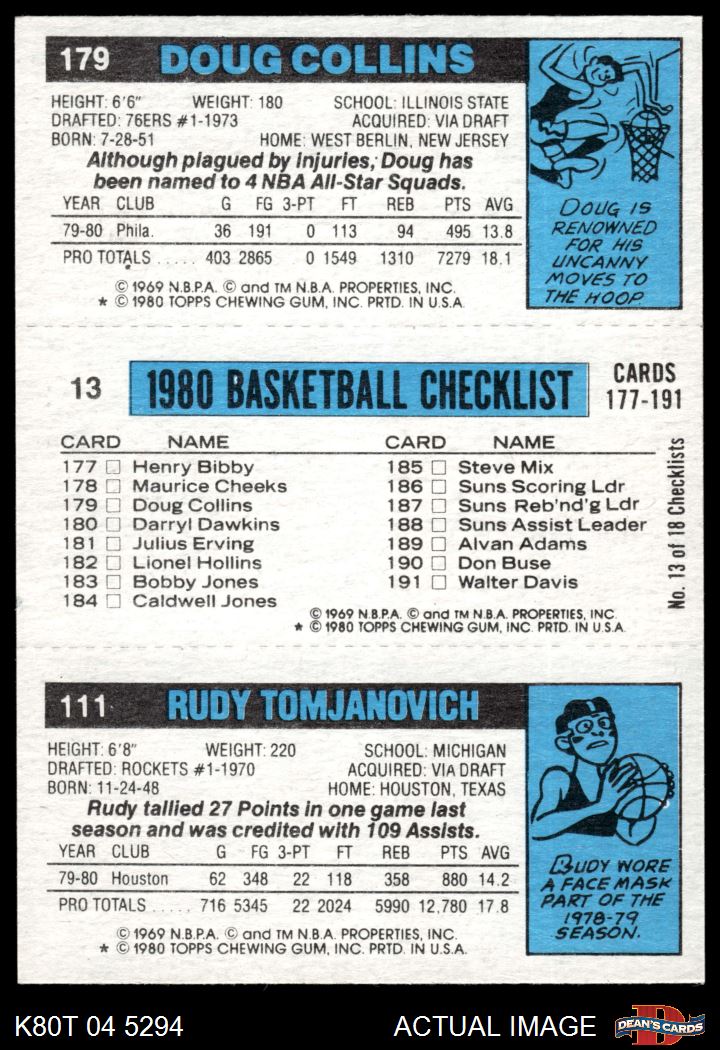 179 DOUG COLLINS
HEIGHT: 6'6" WEIGHT: 180 SCHOOL: ILLINOIS STATE
DRAFTED: 76ERS #1-1973 ACQUIRED: VIA DRAFT
BORN: 7-28-51 HOME: WEST BERLIN, NEW JERSEY
Although plagued by injuries, Doug has
been named to 4 NBA All-Star Squads.
YEAR CLUB G FG 3-PT FT REB PTS AVG
79-80 Phila. 36 191 0 113 94 495 13.8
PRO TOTALS ..... 403 2865 0 1549 1310 7279 18.1
© 1969 N.B.P.A. © and TM N.B.A. PROPERTIES, INC.
* © 1980 TOPPS CHEWING GUM, INC. PRTD. IN U.S.A.
DOUG IS
RENOWNED
FOR HIS
UNCANNY
MOVES TO
THE HOOP
13 1980 BASKETBALL CHECKLIST CARDS
177-191
CARD NAME CARD NAME
177 □ Henry Bibby 185 □ Steve Mix
178 □ Maurice Cheeks 186 □ Suns Scoring Ldr
179 □ Doug Collins 187 □ Suns Reb'nd'g Ldr
180 □ Darryl Dawkins 188 □ Suns Assist Leader
181 □ Julius Erving 189 □ Alvan Adams
182 □ Lionel Hollins 190 □ Don Buse
183 □ Bobby Jones 191 □ Walter Davis
184 □ Caldwell Jones
© 1969 N.B.P.A. © and TM N.B.A. PROPERTIES, INC.
* © 1980 TOPPS CHEWING GUM, INC. PRTD. IN U.S.A.
No. 13 of 18 Checklists
111 RUDY TOMJANOVICH
HEIGHT: 6'8" WEIGHT: 220 SCHOOL: MICHIGAN
DRAFTED: ROCKETS #1-1970 ACQUIRED: VIA DRAFT
BORN: 11-24-48 HOME: HOUSTON, TEXAS
Rudy tallied 27 Points in one game last
season and was credited with 109 Assists.
YEAR CLUB G FG 3-PT FT REB PTS AVG
79-80 Houston 62 348 22 118 358 880 14.2
PRO TOTALS ..... 716 5345 22 2024 5990 12,780 17.8
© 1969 N.B.P.A. © and TM N.B.A. PROPERTIES, INC.
* © 1980 TOPPS CHEWING GUM, INC. PRTD. IN U.S.A.
RUDY WORE
A FACE MASK
PART OF THE
1978-79
SEASON.
K80T 04 5294 ACTUAL IMAGE D DEAN'S CARDS